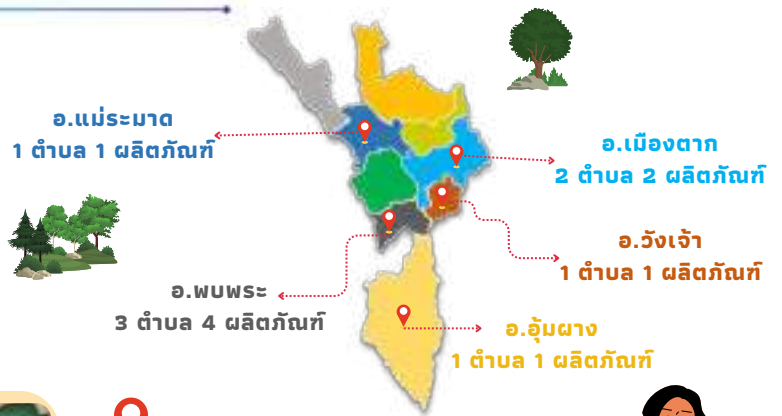 อ.แม่ระมาด
1 ตำบล 1 ผลิตภัณฑ์
อ.เมืองตาก
2 ตำบล 2 ผลิตภัณฑ์
อ.วังเจ้า
1 ตำบล 1 ผลิตภัณฑ์
อ.พบพระ
3 ตำบล 4 ผลิตภัณฑ์
อ.อุ้มผาง
1 ตำบล 1 ผลิตภัณฑ์